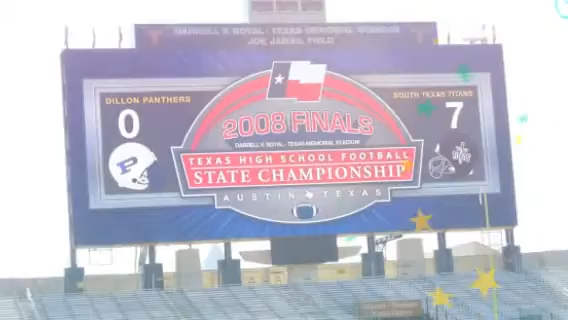 DARRELL K ROYAL - TEXAS MEMORIAL STADIUM
JOE JAMAIL FIELD
DILLON PANTHERS
0
P
SOUTH TEXAS TITANS
7
2008 FINALS
DARRELL K. ROYAL - TEXAS MEMORIAL STADIUM
TEXAS HIGH SCHOOL FOOTBALL
STATE CHAMPIONSHIP
AUSTIN TEXAS